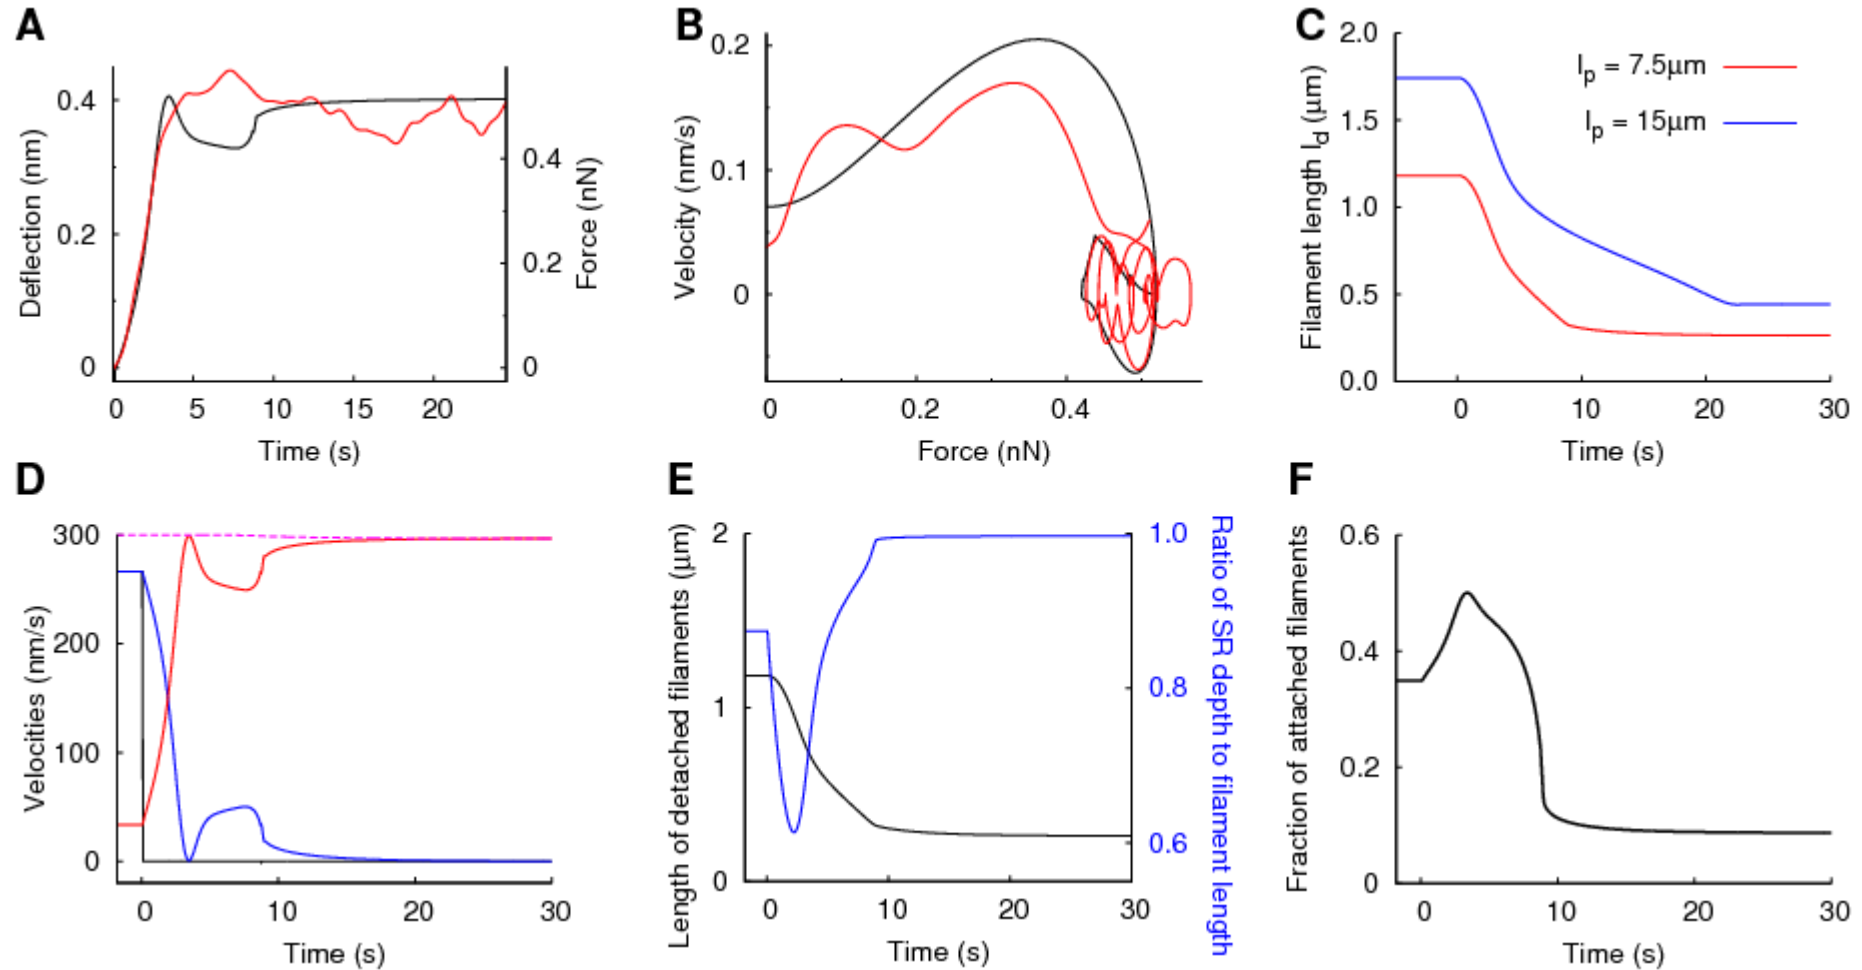 A
Deflection (nm)
0.4
0.2
0
0.4
0.2
0
Force (nN)
0
5
10
15
20
Time (s)
B
Velocity (nm/s)
0.2
0.1
0
0
0.2
0.4
Force (nN)
C
Filament length l_d (μm)
2.0
1.5
1.0
0.5
0.0
l_p = 7.5μm
l_p = 15μm
0
10
20
30
Time (s)
D
Velocities (nm/s)
300
200
100
0
0
10
20
30
Time (s)
E
Length of detached filaments (μm)
2
1
0
1.0
0.8
0.6
Ratio of SR depth to filament length
0
10
20
30
Time (s)
F
Fraction of attached filaments
0.6
0.4
0.2
0
0
10
20
30
Time (s)